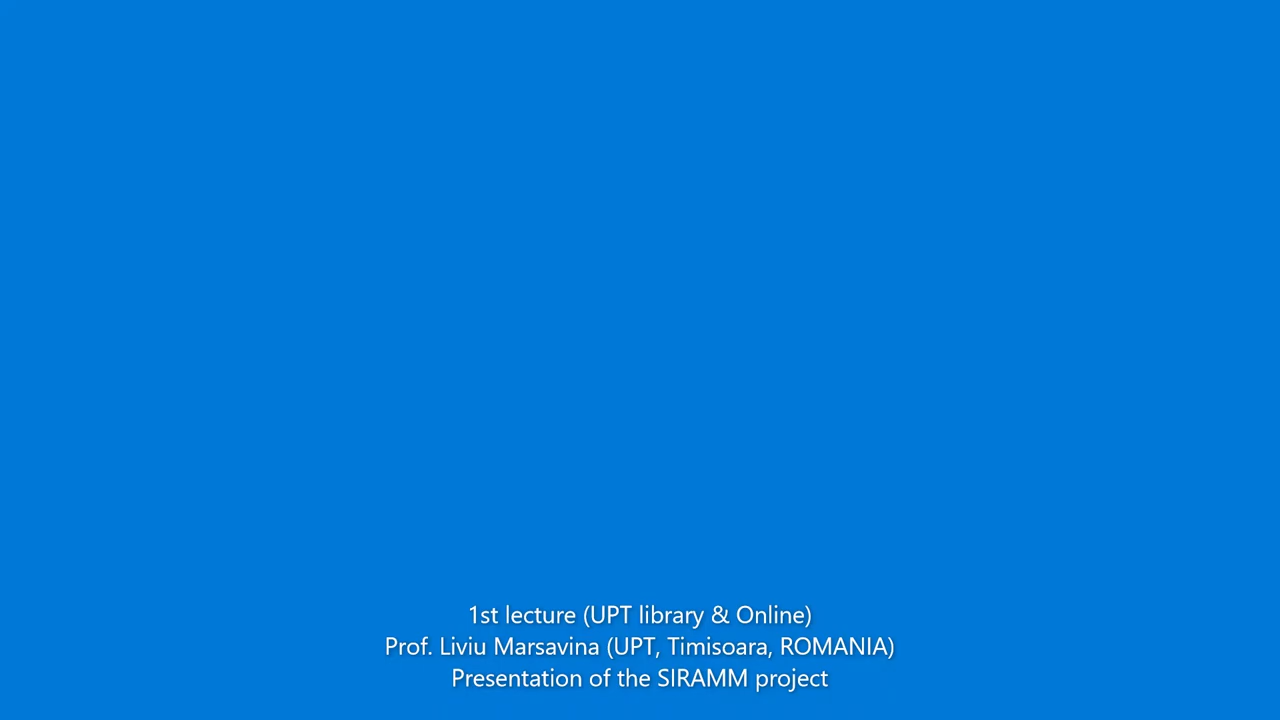 1st lecture (UPT library & Online)
Prof. Liviu Marsavina (UPT, Timisoara, ROMANIA)
Presentation of the SIRAMM project